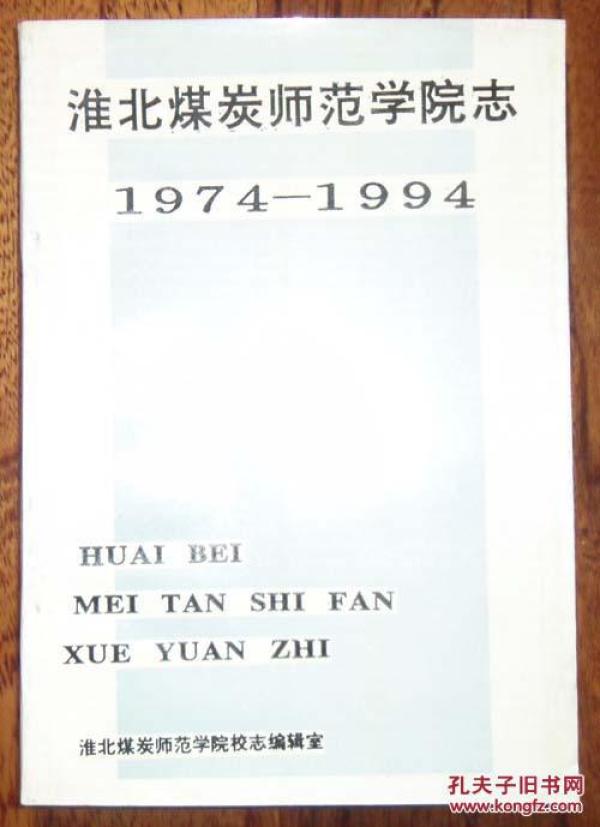 淮北煤炭师范学院志
1974—1994
HUAI BEI
MEI TAN SHI FAN
XUE YUAN ZHI
淮北煤炭师范学院校志编辑室
孔夫子旧书网
www.kongfz.com